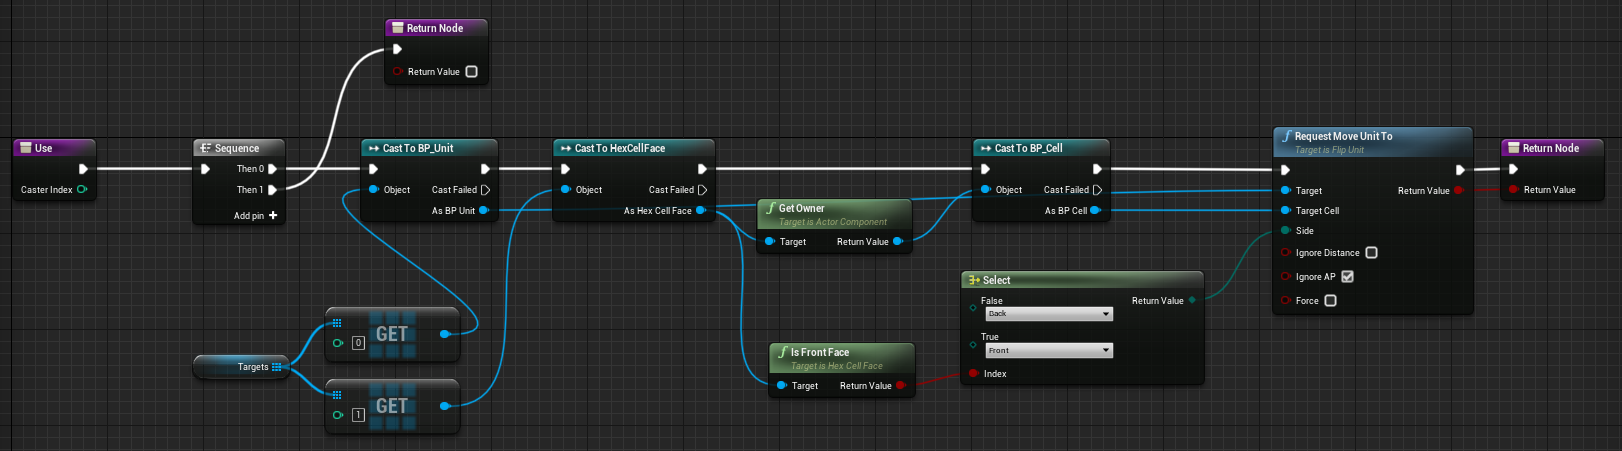 Return Node
Return Value
Use
Caster Index
Sequence
Then 0
Then 1
Add pin
Cast To BP_Unit
Object
Cast Failed
As BP Unit
Cast To HexCellFace
Object
Cast Failed
As Hex Cell Face
Get Owner
Target is Actor Component
Target
Return Value
Cast To BP_Cell
Object
Cast Failed
As BP Cell
Request Move Unit To
Target is Flip Unit
Target
Return Value
Target Cell
Side
Ignore Distance
Ignore AP
Force
Return Node
Return Value
Select
False
Return Value
Back
True
Front
Index
Is Front Face
Target is Hex Cell Face
Target
Return Value
Targets
GET
0
GET
1